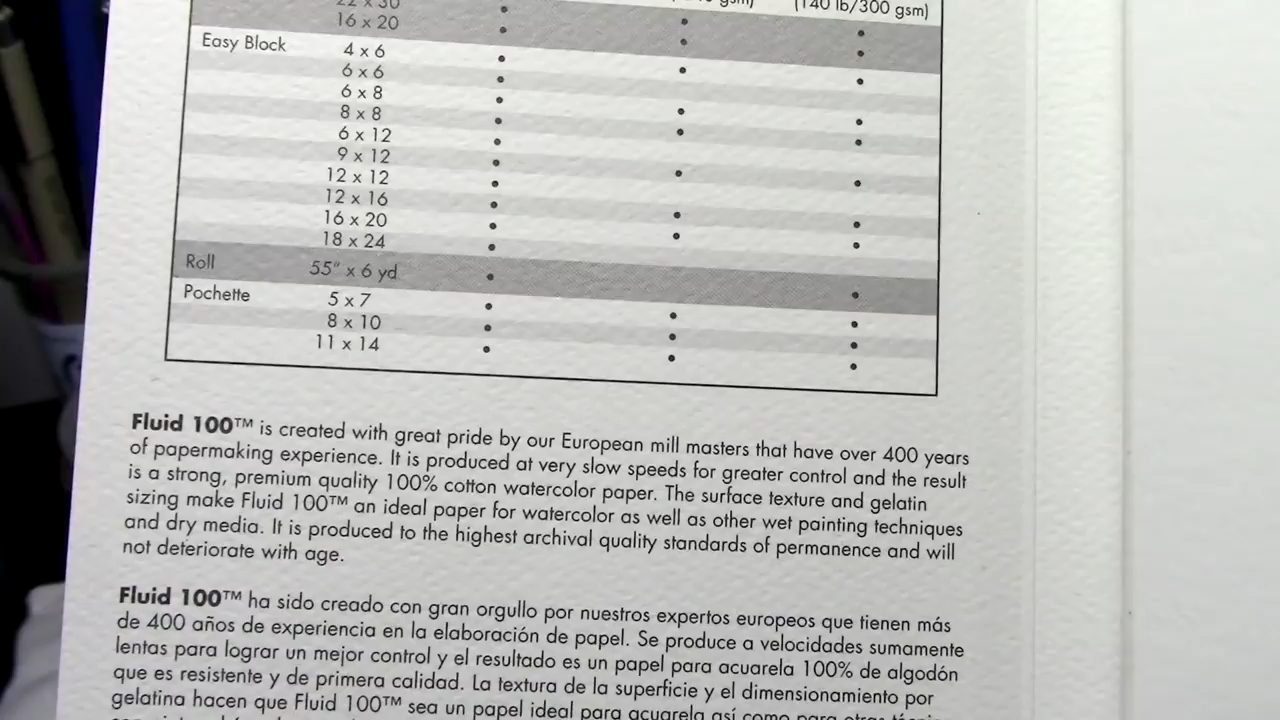 22 x 30
(140 lb/300 gsm)
16 x 20
Easy Block 4 x 6
6 x 6
6 x 8
8 x 8
6 x 12
9 x 12
12 x 12
12 x 16
16 x 20
18 x 24
Roll 55" x 6 yd
Pochette 5 x 7
8 x 10
11 x 14
Fluid 100™ is created with great pride by our European mill masters that have over 400 years
of papermaking experience. It is produced at very slow speeds for greater control and the result
is a strong, premium quality 100% cotton watercolor paper. The surface texture and gelatin
sizing make Fluid 100™ an ideal paper for watercolor as well as other wet painting techniques
and dry media. It is produced to the highest archival quality standards of permanence and will
not deteriorate with age.
Fluid 100™ ha sido creado con gran orgullo por nuestros expertos europeos que tienen más
de 400 años de experiencia en la elaboración de papel. Se produce a velocidades sumamente
lentas para lograr un mejor control y el resultado es un papel para acuarela 100% de algodón
que es resistente y de primera calidad. La textura de la superficie y el dimensionamiento por
gelatina hacen que Fluid 100™ sea un papel ideal para acuarela así como para otras